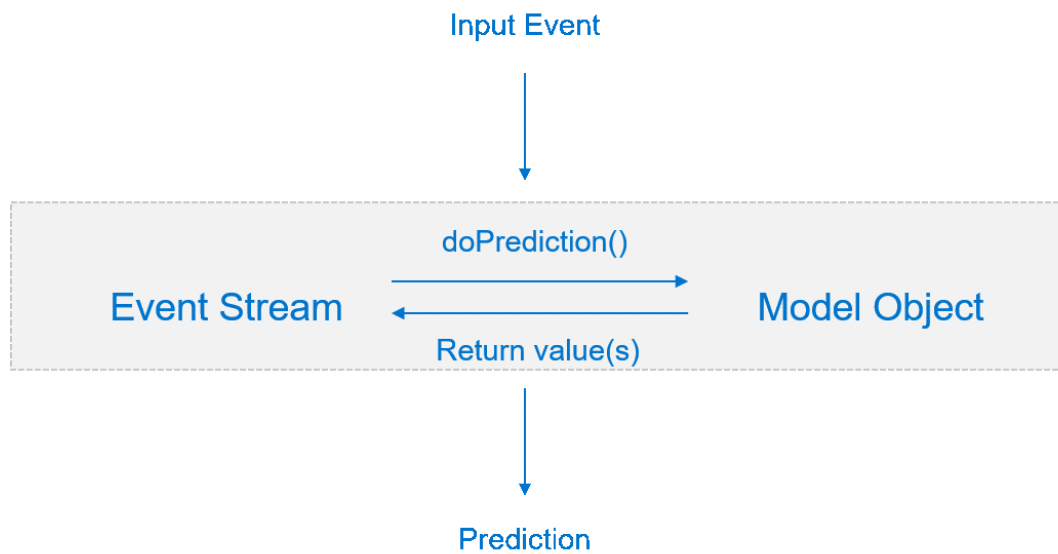 Input Event
doPrediction()
Event Stream
Model Object
Return value(s)
Prediction